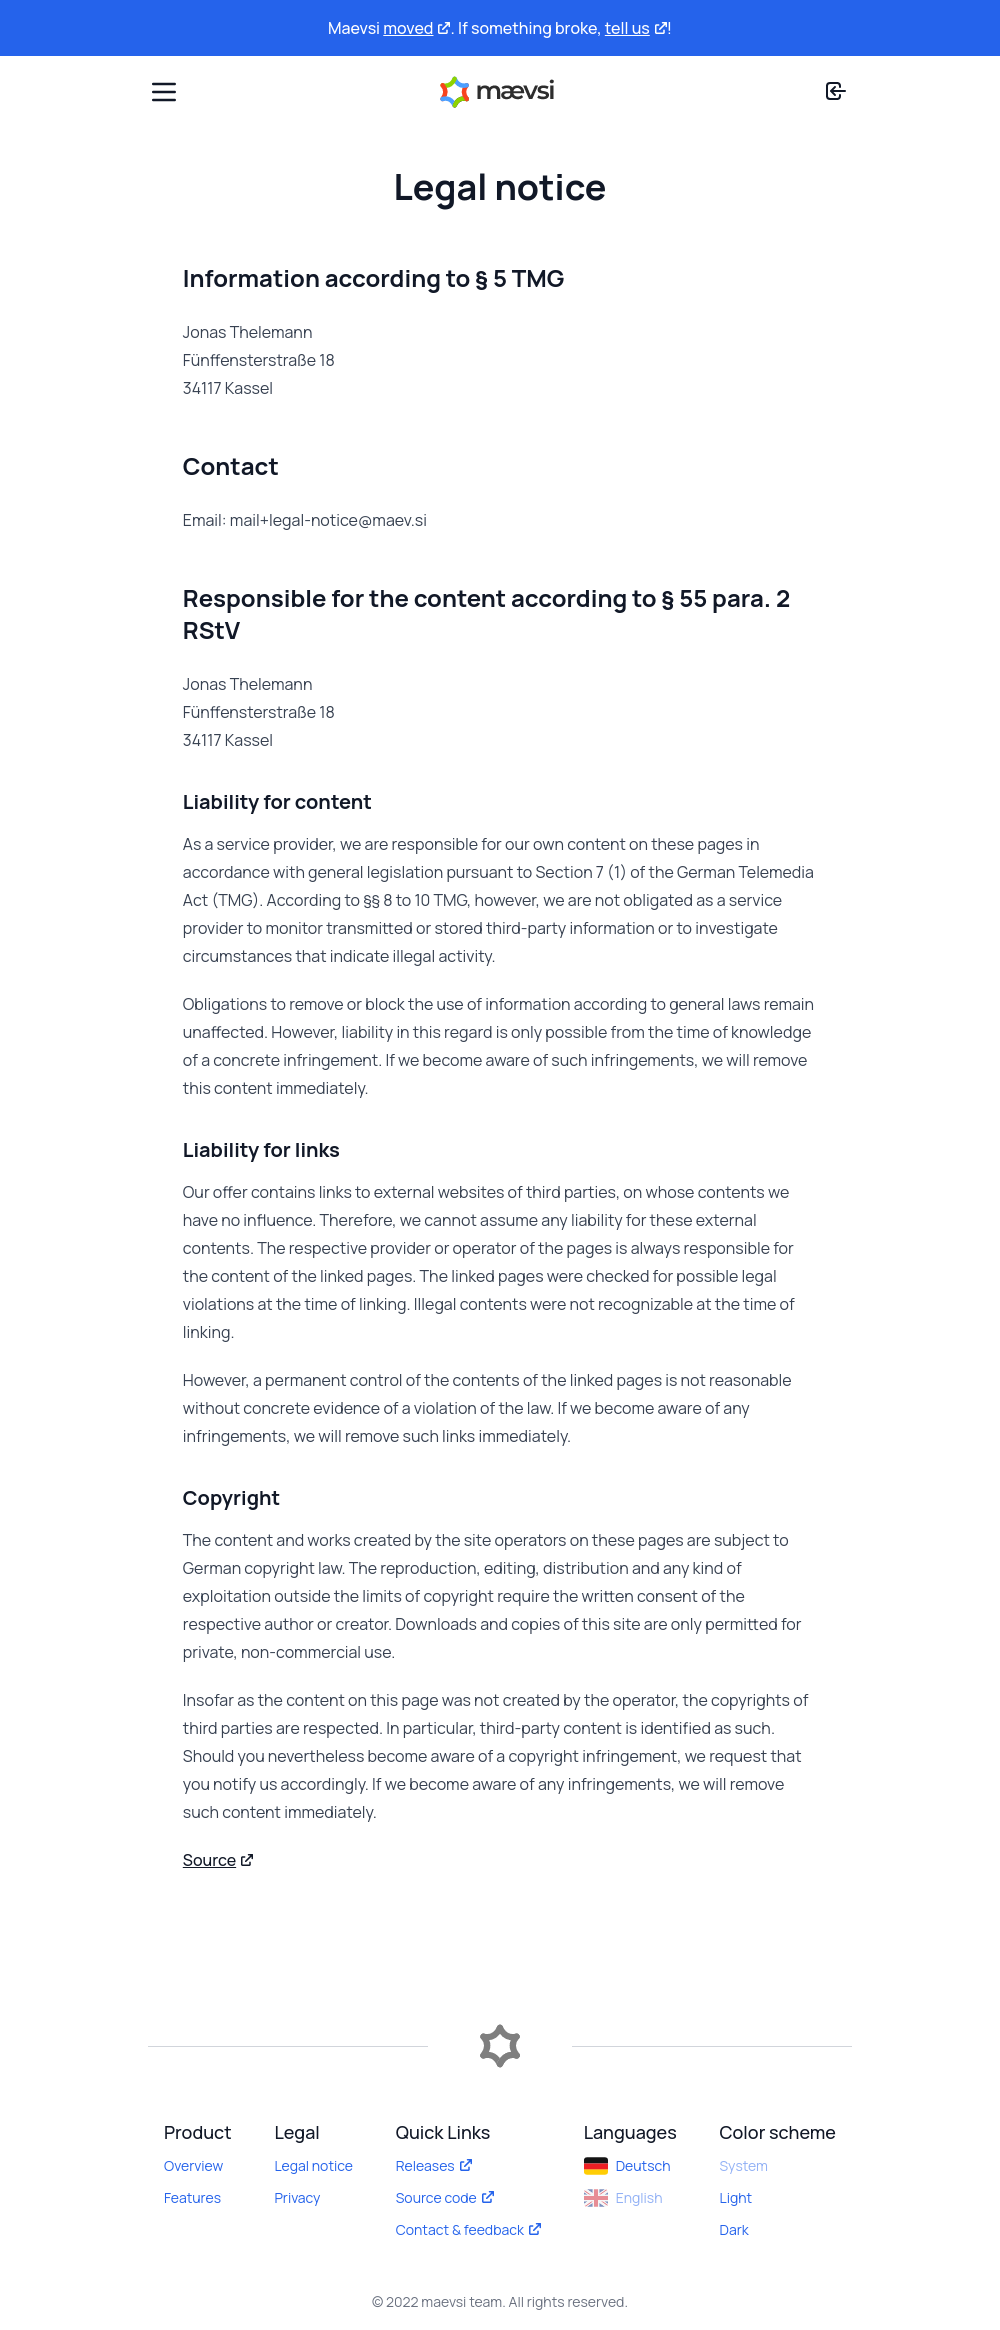 Maevsi moved. If something broke, tell us!
mævsi
Legal notice
Information according to § 5 TMG
Jonas Thelemann
Fünffensterstraße 18
34117 Kassel
Contact
Email: mail+legal-notice@maev.si
Responsible for the content according to § 55 para. 2
RStV
Jonas Thelemann
Fünffensterstraße 18
34117 Kassel
Liability for content
As a service provider, we are responsible for our own content on these pages in
accordance with general legislation pursuant to Section 7 (1) of the German Telemedia
Act (TMG). According to §§ 8 to 10 TMG, however, we are not obligated as a service
provider to monitor transmitted or stored third-party information or to investigate
circumstances that indicate illegal activity.
Obligations to remove or block the use of information according to general laws remain
unaffected. However, liability in this regard is only possible from the time of knowledge
of a concrete infringement. If we become aware of such infringements, we will remove
this content immediately.
Liability for links
Our offer contains links to external websites of third parties, on whose contents we
have no influence. Therefore, we cannot assume any liability for these external
contents. The respective provider or operator of the pages is always responsible for
the content of the linked pages. The linked pages were checked for possible legal
violations at the time of linking. Illegal contents were not recognizable at the time of
linking.
However, a permanent control of the contents of the linked pages is not reasonable
without concrete evidence of a violation of the law. If we become aware of any
infringements, we will remove such links immediately.
Copyright
The content and works created by the site operators on these pages are subject to
German copyright law. The reproduction, editing, distribution and any kind of
exploitation outside the limits of copyright require the written consent of the
respective author or creator. Downloads and copies of this site are only permitted for
private, non-commercial use.
Insofar as the content on this page was not created by the operator, the copyrights of
third parties are respected. In particular, third-party content is identified as such.
Should you nevertheless become aware of a copyright infringement, we request that
you notify us accordingly. If we become aware of any infringements, we will remove
such content immediately.
Source
Product
Overview
Features
Legal
Legal notice
Privacy
Quick Links
Releases
Source code
Contact & feedback
Languages
Deutsch
English
Color scheme
System
Light
Dark
© 2022 maevsi team. All rights reserved.